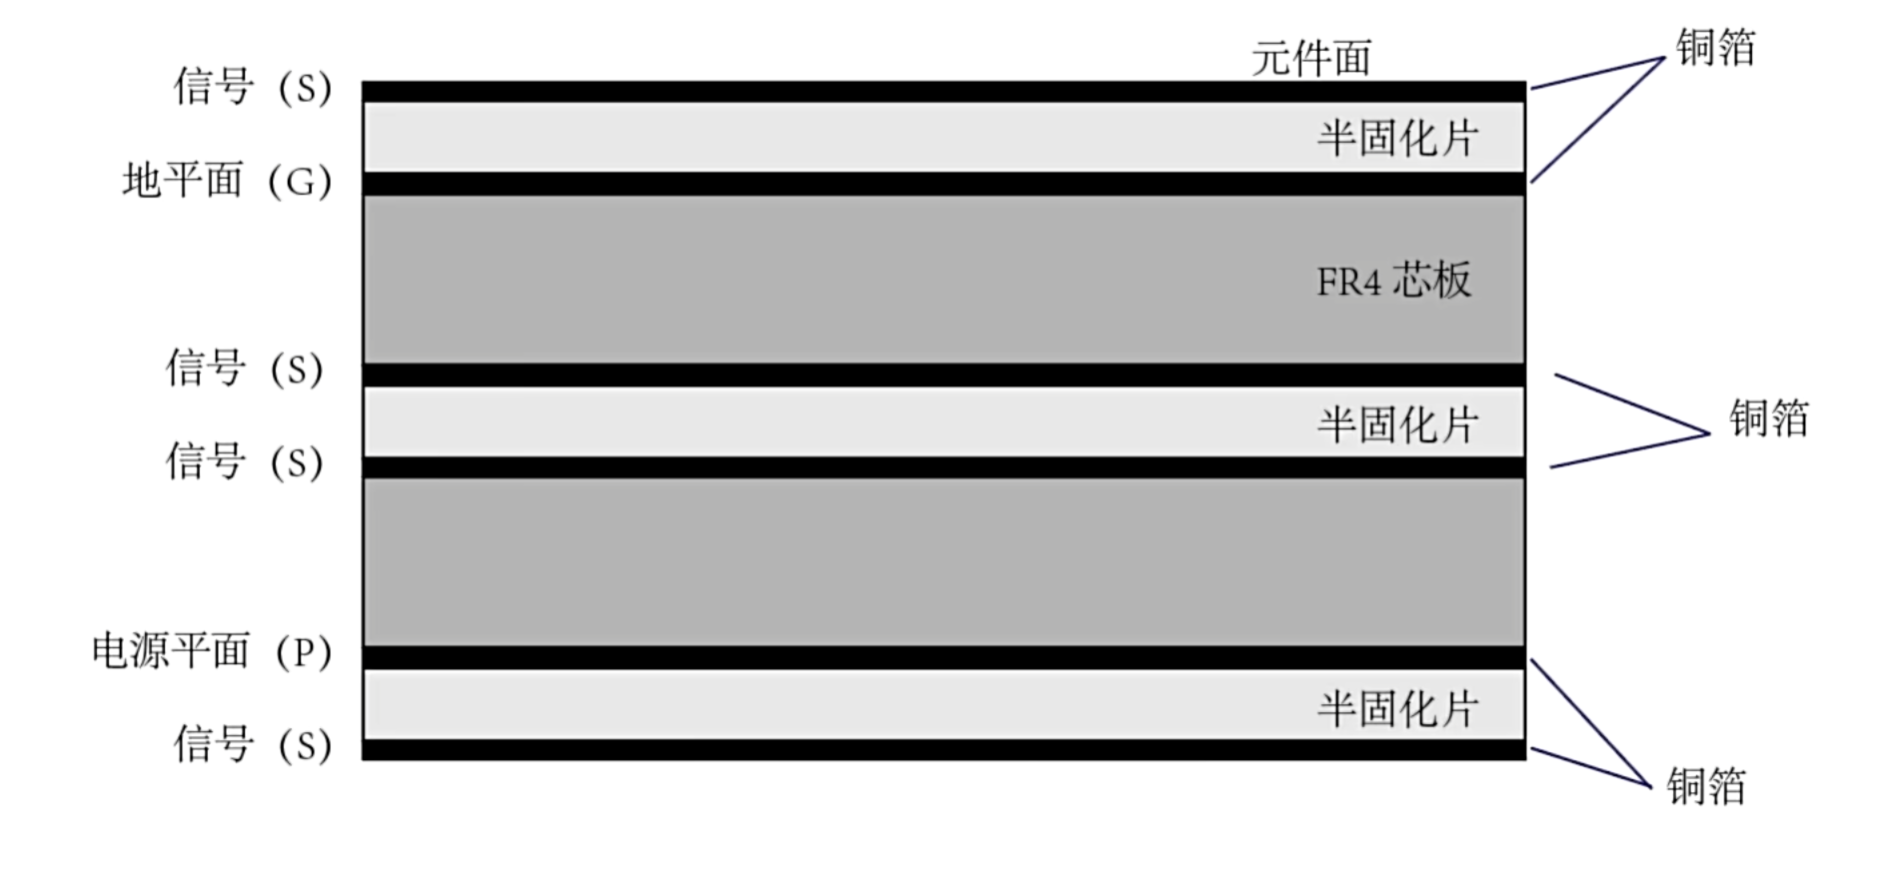 元件面
铜箔
信号（S）
半固化片
地平面（G）
FR4 芯板
信号（S）
半固化片
铜箔
信号（S）
电源平面（P）
半固化片
信号（S）
铜箔